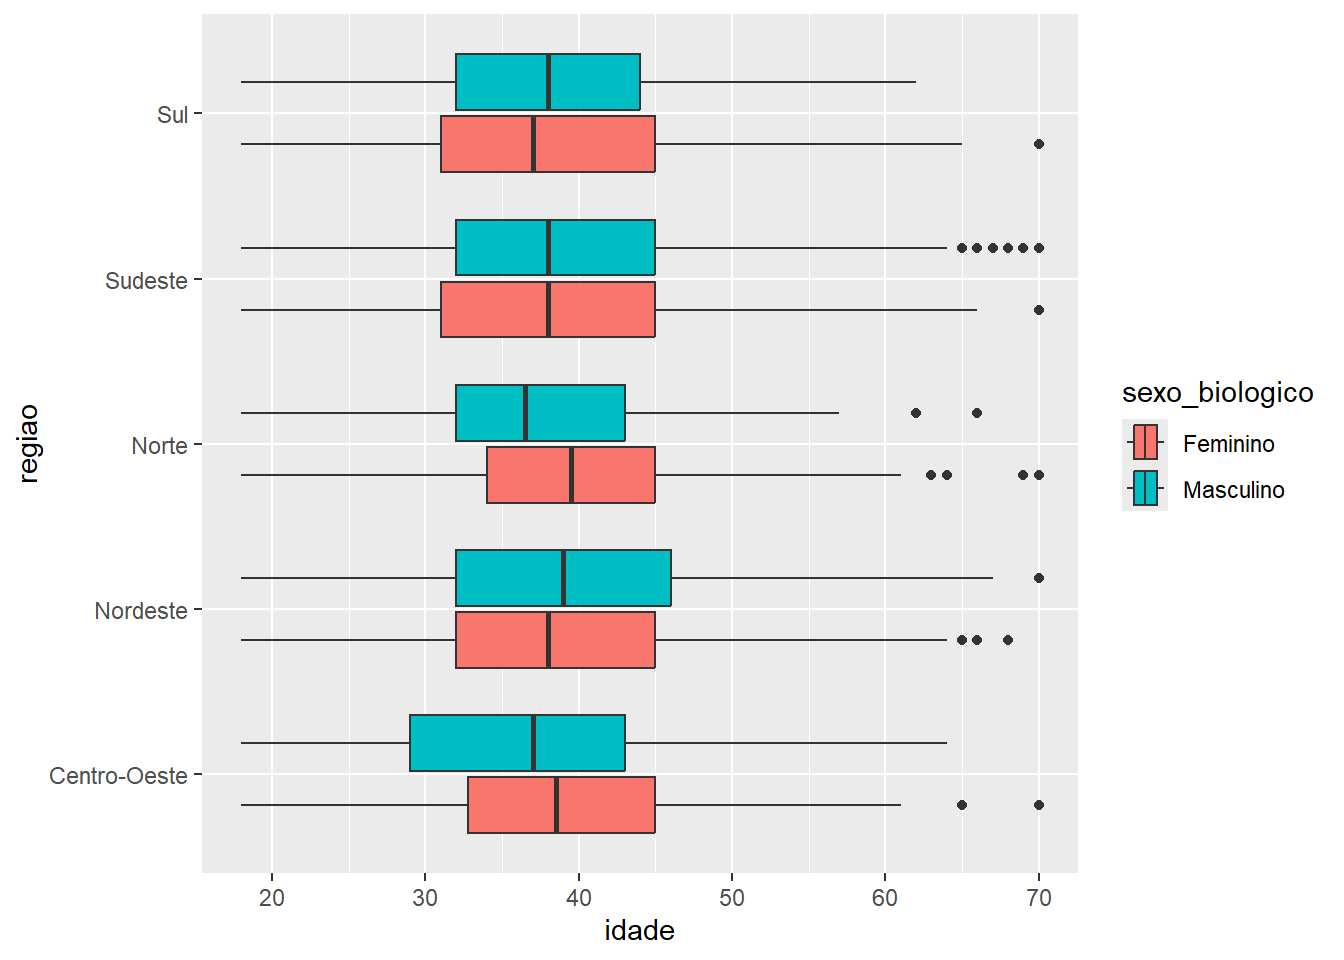 Sul
Sudeste
Norte
Nordeste
Centro-Oeste
regiao
20 30 40 50 60 70
idade
sexo_biologico
Feminino
Masculino